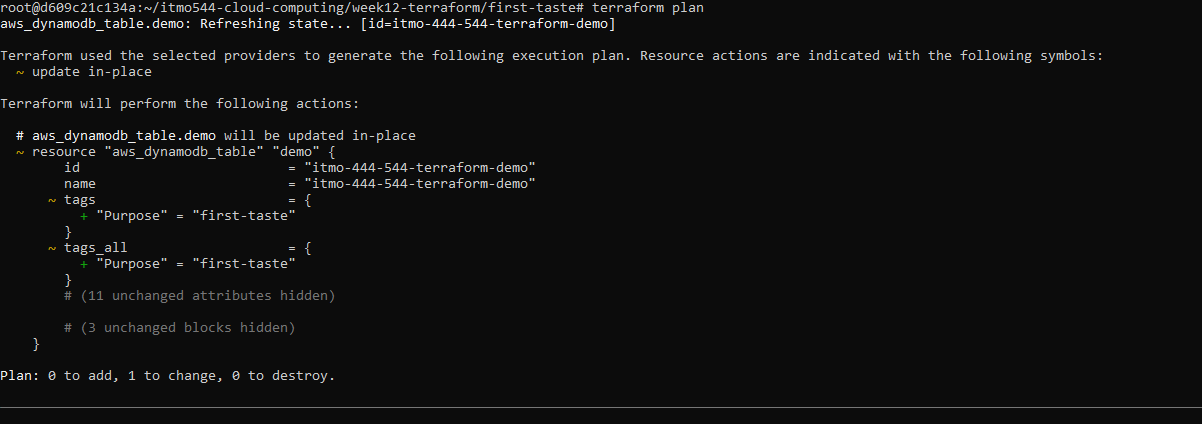 root@d609c21c134a:~/itmo544-cloud-computing/week12-terraform/first-taste# terraform plan
aws_dynamodb_table.demo: Refreshing state... [id=itmo-444-544-terraform-demo]
Terraform used the selected providers to generate the following execution plan. Resource actions are indicated with the following symbols:
~ update in-place
Terraform will perform the following actions:
# aws_dynamodb_table.demo will be updated in-place
~ resource "aws_dynamodb_table" "demo" {
id = "itmo-444-544-terraform-demo"
name = "itmo-444-544-terraform-demo"
~ tags = {
+ "Purpose" = "first-taste"
}
~ tags_all = {
+ "Purpose" = "first-taste"
}
# (11 unchanged attributes hidden)
# (3 unchanged blocks hidden)
}
Plan: 0 to add, 1 to change, 0 to destroy.